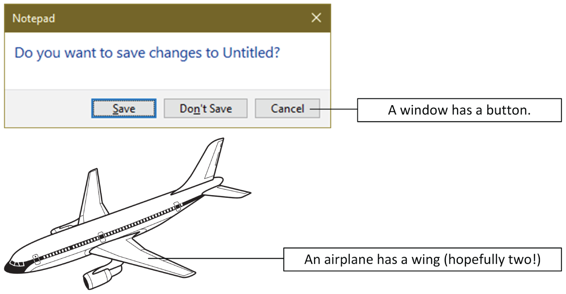 Notepad
Do you want to save changes to Untitled?
Save
Don't Save
Cancel
A window has a button.
An airplane has a wing (hopefully two!)